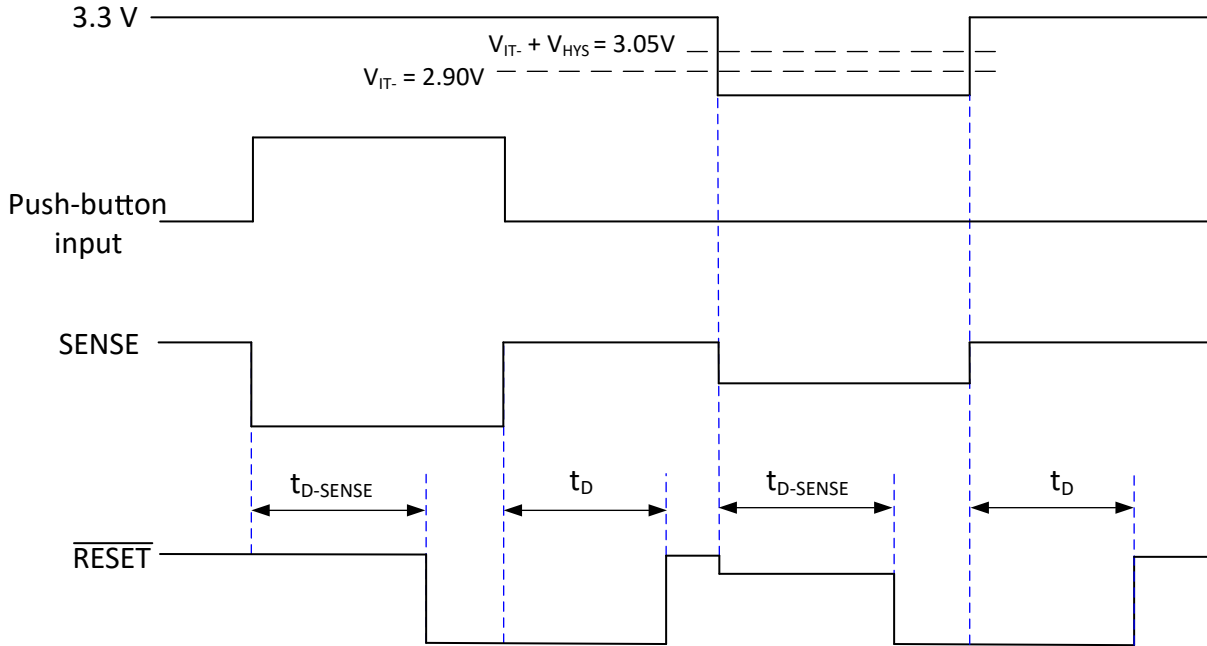 3.3 V
V_IT- + V_HYS = 3.05V
V_IT- = 2.90V
Push-button
input
SENSE
t_D-SENSE t_D t_D-SENSE t_D
RESET